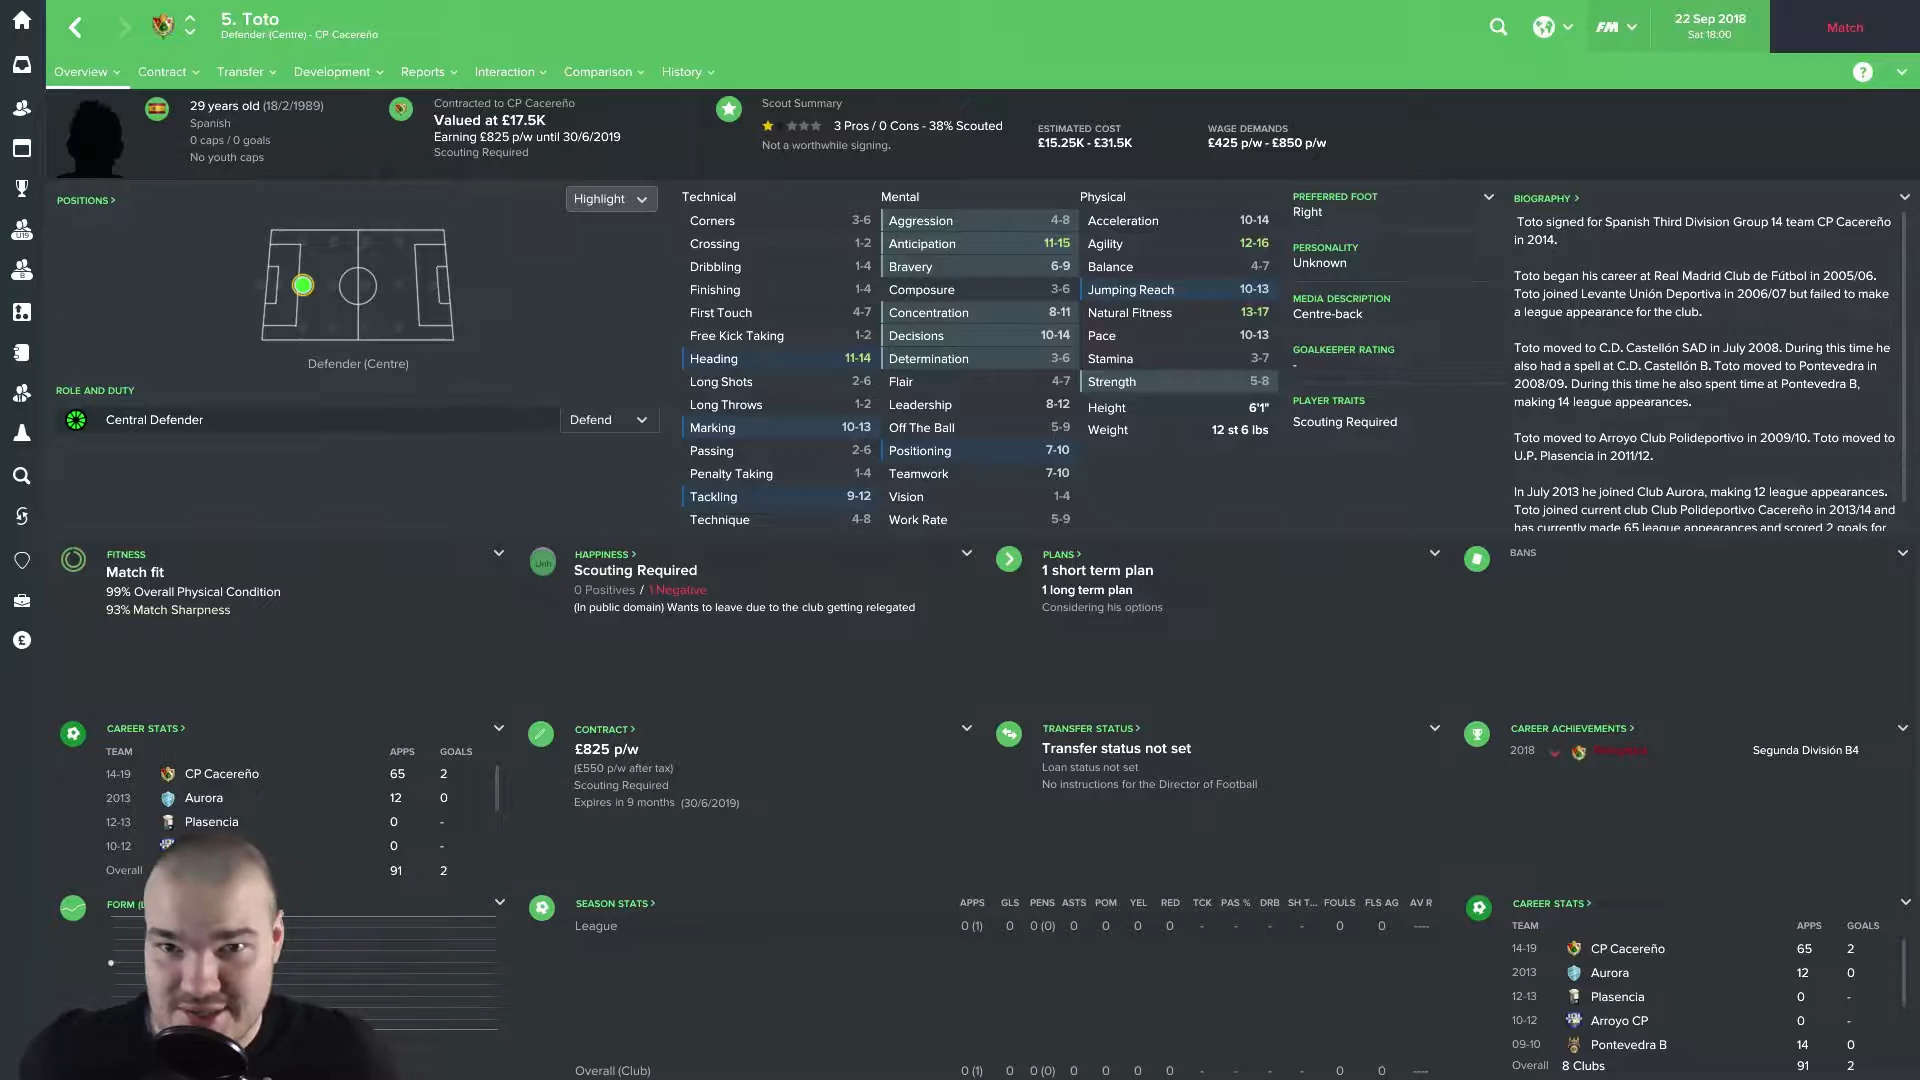 5. Toto
Defender (Centre) - CP Cacereño
FM
22 Sep 2018
Sat 18:00
Match
Overview
Contract
Transfer
Development
Reports
Interaction
Comparison
History
?
29 years old (18/2/1989)
Spanish
0 caps / 0 goals
No youth caps
Contracted to CP Cacereño
Valued at £17.5K
Earning £825 p/w until 30/6/2019
Scouting Required
Scout Summary
3 Pros / 0 Cons - 38% Scouted
Not a worthwhile signing.
ESTIMATED COST
£15.25K - £31.5K
WAGE DEMANDS
£425 p/w - £850 p/w
POSITIONS >
Highlight
Defender (Centre)
ROLE AND DUTY
Central Defender
Defend
Technical
Corners 3-6
Crossing 1-2
Dribbling 1-4
Finishing 1-4
First Touch 4-7
Free Kick Taking 1-2
Heading 11-14
Long Shots 2-6
Long Throws 1-2
Marking 10-13
Passing 2-6
Penalty Taking 1-4
Tackling 9-12
Technique 4-8
Mental
Aggression 4-8
Anticipation 11-15
Bravery 6-9
Composure 3-6
Concentration 8-11
Decisions 10-14
Determination 3-6
Flair 4-7
Leadership 8-12
Off The Ball 5-9
Positioning 7-10
Teamwork 7-10
Vision 1-4
Work Rate 5-9
Physical
Acceleration 10-14
Agility 12-16
Balance 4-7
Jumping Reach 10-13
Natural Fitness 13-17
Pace 10-13
Stamina 3-7
Strength 5-8
Height 6'1"
Weight 12 st 6 lbs
PREFERRED FOOT
Right
PERSONALITY
Unknown
MEDIA DESCRIPTION
Centre-back
GOALKEEPER RATING
-
PLAYER TRAITS
Scouting Required
BIOGRAPHY >
Toto signed for Spanish Third Division Group 14 team CP Cacereño
in 2014.
Toto began his career at Real Madrid Club de Fútbol in 2005/06.
Toto joined Levante Unión Deportiva in 2006/07 but failed to make
a league appearance for the club.
Toto moved to C.D. Castellón SAD in July 2008. During this time he
also had a spell at C.D. Castellón B. Toto moved to Pontevedra in
2008/09. During this time he also spent time at Pontevedra B,
making 14 league appearances.
Toto moved to Arroyo Club Polideportivo in 2009/10. Toto moved to
U.P. Plasencia in 2011/12.
In July 2013 he joined Club Aurora, making 12 league appearances.
Toto joined current club Club Polideportivo Cacereño in 2013/14 and
has currently made 65 league appearances and scored 2 goals for
FITNESS
Match fit
99% Overall Physical Condition
93% Match Sharpness
Unh
HAPPINESS >
Scouting Required
0 Positives / 1 Negative
(In public domain) Wants to leave due to the club getting relegated
PLANS >
1 short term plan
1 long term plan
Considering his options
BANS
CAREER STATS >
TEAM APPS GOALS
14-19 CP Cacereño 65 2
2013 Aurora 12 0
12-13 Plasencia 0 -
10-12 0 -
Overall 91 2
CONTRACT >
£825 p/w
(£550 p/w after tax)
Scouting Required
Expires in 9 months (30/6/2019)
TRANSFER STATUS >
Transfer status not set
Loan status not set
No instructions for the Director of Football
CAREER ACHIEVEMENTS >
2018 Segunda División B4
FORM (L
SEASON STATS >
APPS GLS PENS ASTS POM YEL RED TCK PAS % DRB SH T... FOULS FLS AG AV R
League 0 (1) 0 0 (0) 0 0 0 0 - - - - 0 0 ----
Overall (Club) 0 (1) 0 0 (0) 0 0 0 0 - - - - 0 0 ----
CAREER STATS >
TEAM APPS GOALS
14-19 CP Cacereño 65 2
2013 Aurora 12 0
12-13 Plasencia 0 -
10-12 Arroyo CP 0 -
09-10 Pontevedra B 14 0
Overall 8 Clubs 91 2